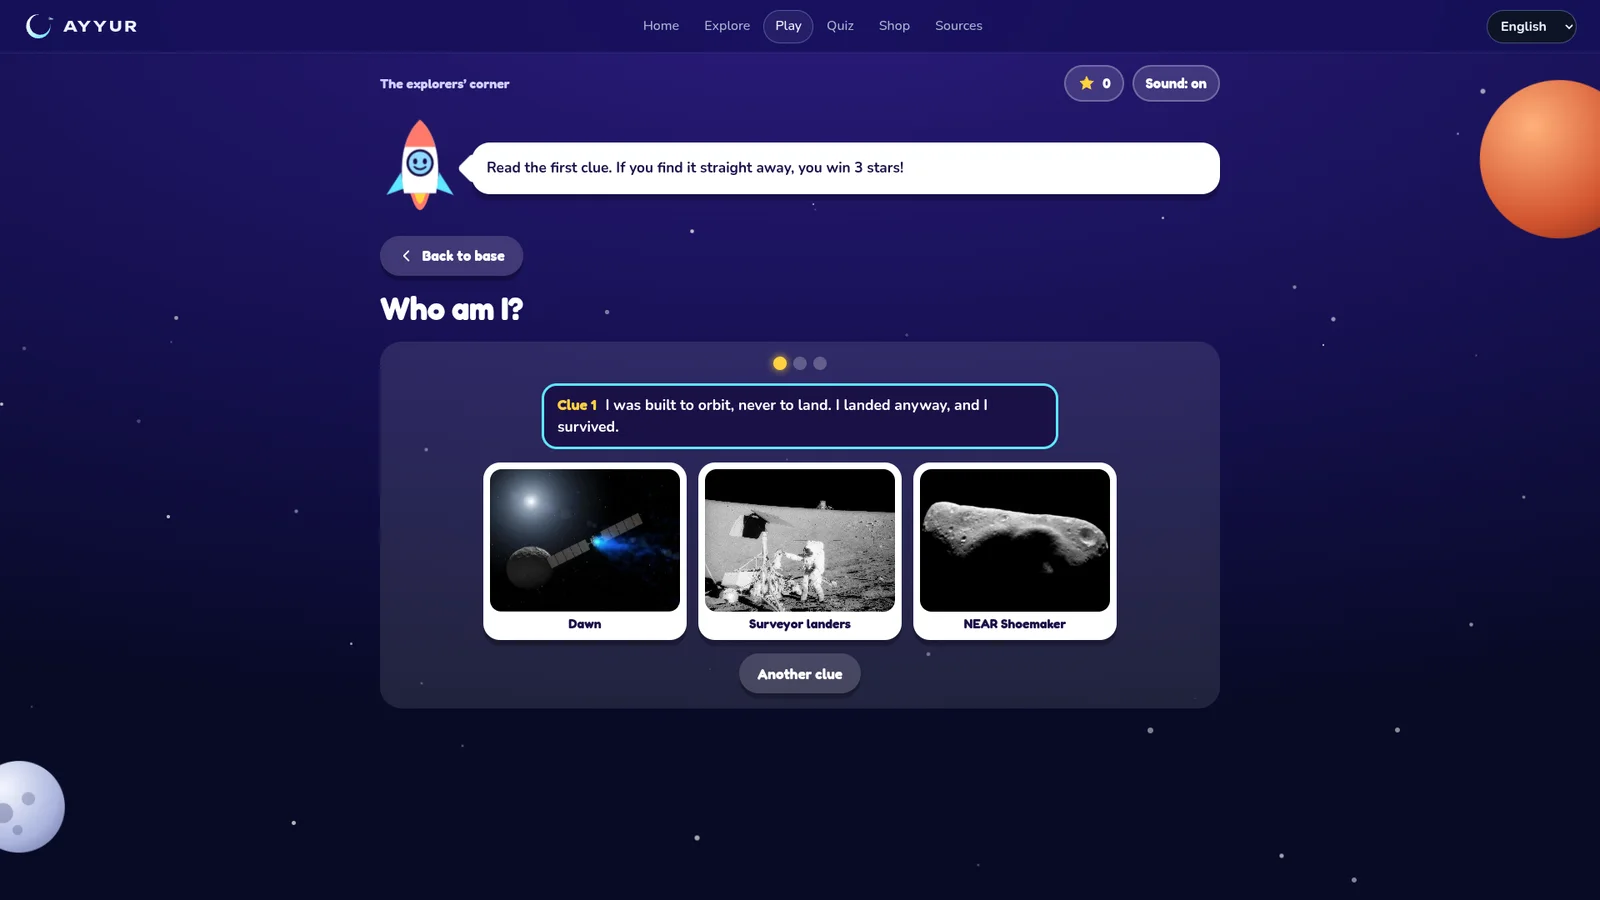 AYYUR
Home
Explore
Play
Quiz
Shop
Sources
English
The explorers' corner
0
Sound: on
Read the first clue. If you find it straight away, you win 3 stars!
Back to base
Who am I?
Clue 1 I was built to orbit, never to land. I landed anyway, and I
survived.
Dawn
Surveyor landers
NEAR Shoemaker
Another clue